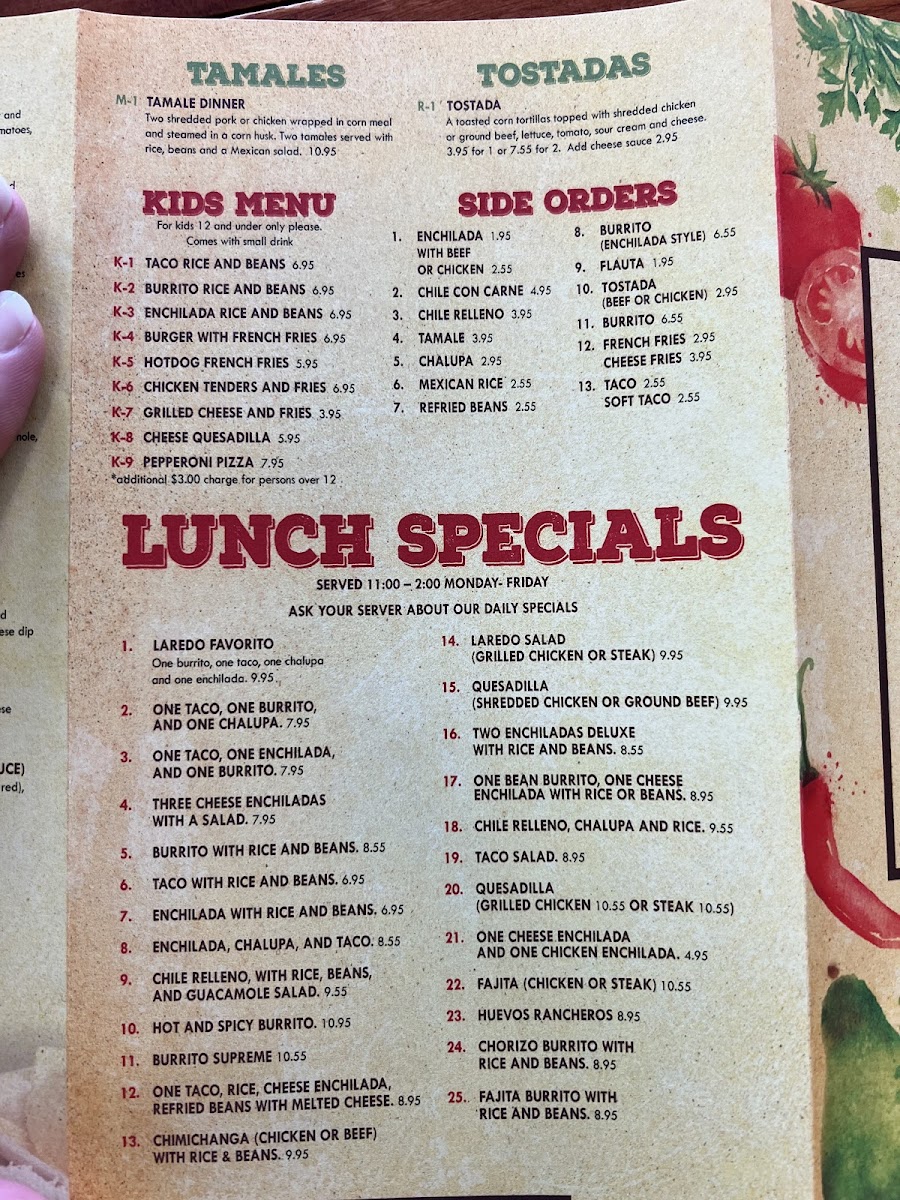 and
matoes,
es
nole,
d
ese dip
ese
UCE)
red),
TAMALES
M-1 TAMALE DINNER
Two shredded pork or chicken wrapped in corn meal
and steamed in a corn husk. Two tamales served with
rice, beans and a Mexican salad. 10.95
TOSTADAS
R-1 TOSTADA
A toasted corn tortillas topped with shredded chicken
or ground beef, lettuce, tomato, sour cream and cheese.
3.95 for 1 or 7.55 for 2. Add cheese sauce 2.95
KIDS MENU
For kids 12 and under only please.
Comes with small drink
K-1 TACO RICE AND BEANS 6.95
K-2 BURRITO RICE AND BEANS 6.95
K-3 ENCHILADA RICE AND BEANS 6.95
K-4 BURGER WITH FRENCH FRIES 6.95
K-5 HOTDOG FRENCH FRIES 5.95
K-6 CHICKEN TENDERS AND FRIES 6.95
K-7 GRILLED CHEESE AND FRIES 3.95
K-8 CHEESE QUESADILLA 5.95
K-9 PEPPERONI PIZZA 7.95
*additional $3.00 charge for persons over 12
SIDE ORDERS
1. ENCHILADA 1.95
WITH BEEF
OR CHICKEN 2.55
2. CHILE CON CARNE 4.95
3. CHILE RELLENO 3.95
4. TAMALE 3.95
5. CHALUPA 2.95
6. MEXICAN RICE 2.55
7. REFRIED BEANS 2.55
8. BURRITO
(ENCHILADA STYLE) 6.55
9. FLAUTA 1.95
10. TOSTADA
(BEEF OR CHICKEN) 2.95
11. BURRITO 6.55
12. FRENCH FRIES 2.95
CHEESE FRIES 3.95
13. TACO 2.55
SOFT TACO 2.55
LUNCH SPECIALS
SERVED 11:00 – 2:00 MONDAY- FRIDAY
ASK YOUR SERVER ABOUT OUR DAILY SPECIALS
1. LAREDO FAVORITO
One burrito, one taco, one chalupa
and one enchilada. 9.95.
2. ONE TACO, ONE BURRITO,
AND ONE CHALUPA. 7.95
3. ONE TACO, ONE ENCHILADA,
AND ONE BURRITO. 7.95
4. THREE CHEESE ENCHILADAS
WITH A SALAD. 7.95
5. BURRITO WITH RICE AND BEANS. 8.55
6. TACO WITH RICE AND BEANS. 6.95
7. ENCHILADA WITH RICE AND BEANS. 6.95
8. ENCHILADA, CHALUPA, AND TACO. 8.55
9. CHILE RELLENO, WITH RICE, BEANS,
AND GUACAMOLE SALAD. 9.55
10. HOT AND SPICY BURRITO. 10.95
11. BURRITO SUPREME 10.55
12. ONE TACO, RICE, CHEESE ENCHILADA,
REFRIED BEANS WITH MELTED CHEESE. 8.95
13. CHIMICHANGA (CHICKEN OR BEEF)
WITH RICE & BEANS. 9.95
14. LAREDO SALAD
(GRILLED CHICKEN OR STEAK) 9.95
15. QUESADILLA
(SHREDDED CHICKEN OR GROUND BEEF) 9.95
16. TWO ENCHILADAS DELUXE
WITH RICE AND BEANS. 8.55
17. ONE BEAN BURRITO, ONE CHEESE
ENCHILADA WITH RICE OR BEANS. 8.95
18. CHILE RELLENO, CHALUPA AND RICE. 9.55
19. TACO SALAD. 8.95
20. QUESADILLA
(GRILLED CHICKEN 10.55 OR STEAK 10.55)
21. ONE CHEESE ENCHILADA
AND ONE CHICKEN ENCHILADA. 4.95
22. FAJITA (CHICKEN OR STEAK) 10.55
23. HUEVOS RANCHEROS 8.95
24. CHORIZO BURRITO WITH
RICE AND BEANS. 8.95
25. FAJITA BURRITO WITH
RICE AND BEANS. 8.95